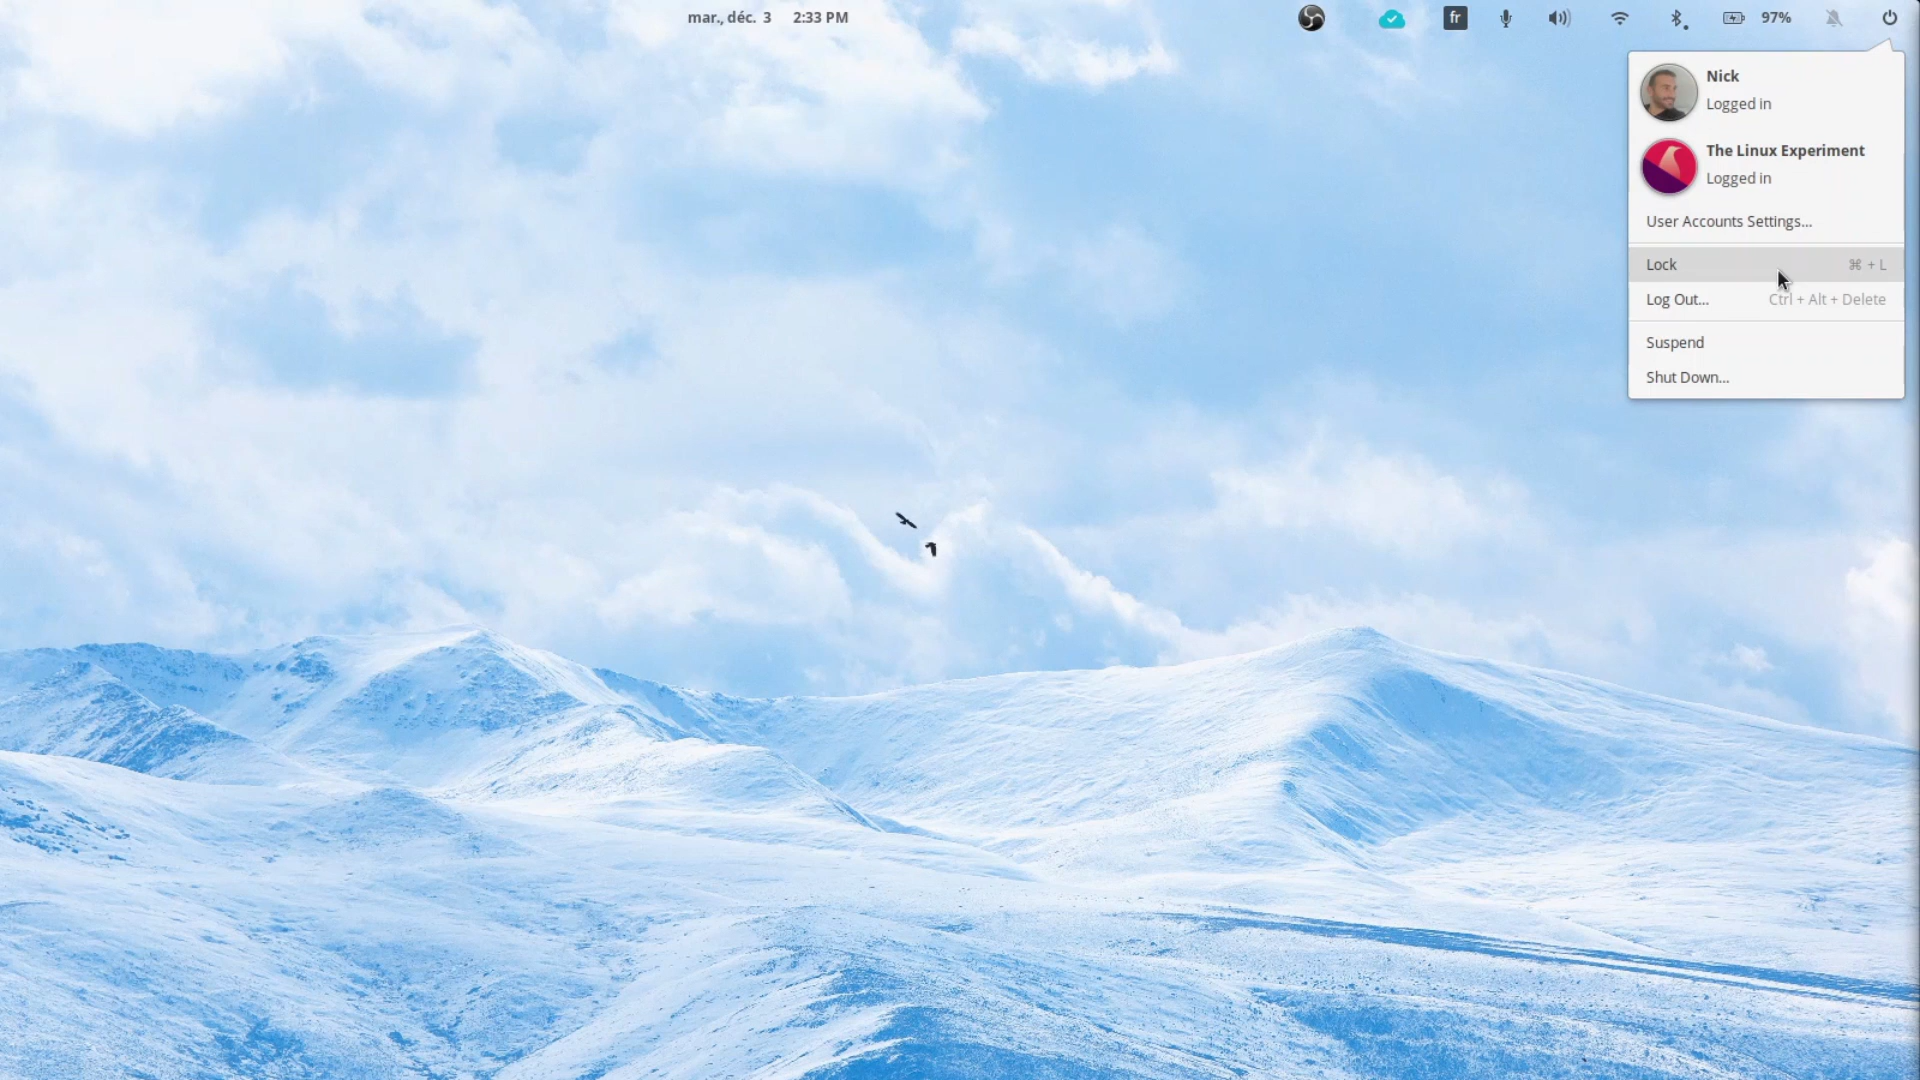 mar., déc. 3 2:33 PM
fr
97%
Nick
Logged in
The Linux Experiment
Logged in
User Accounts Settings...
Lock ⌘ + L
Log Out... Ctrl + Alt + Delete
Suspend
Shut Down...